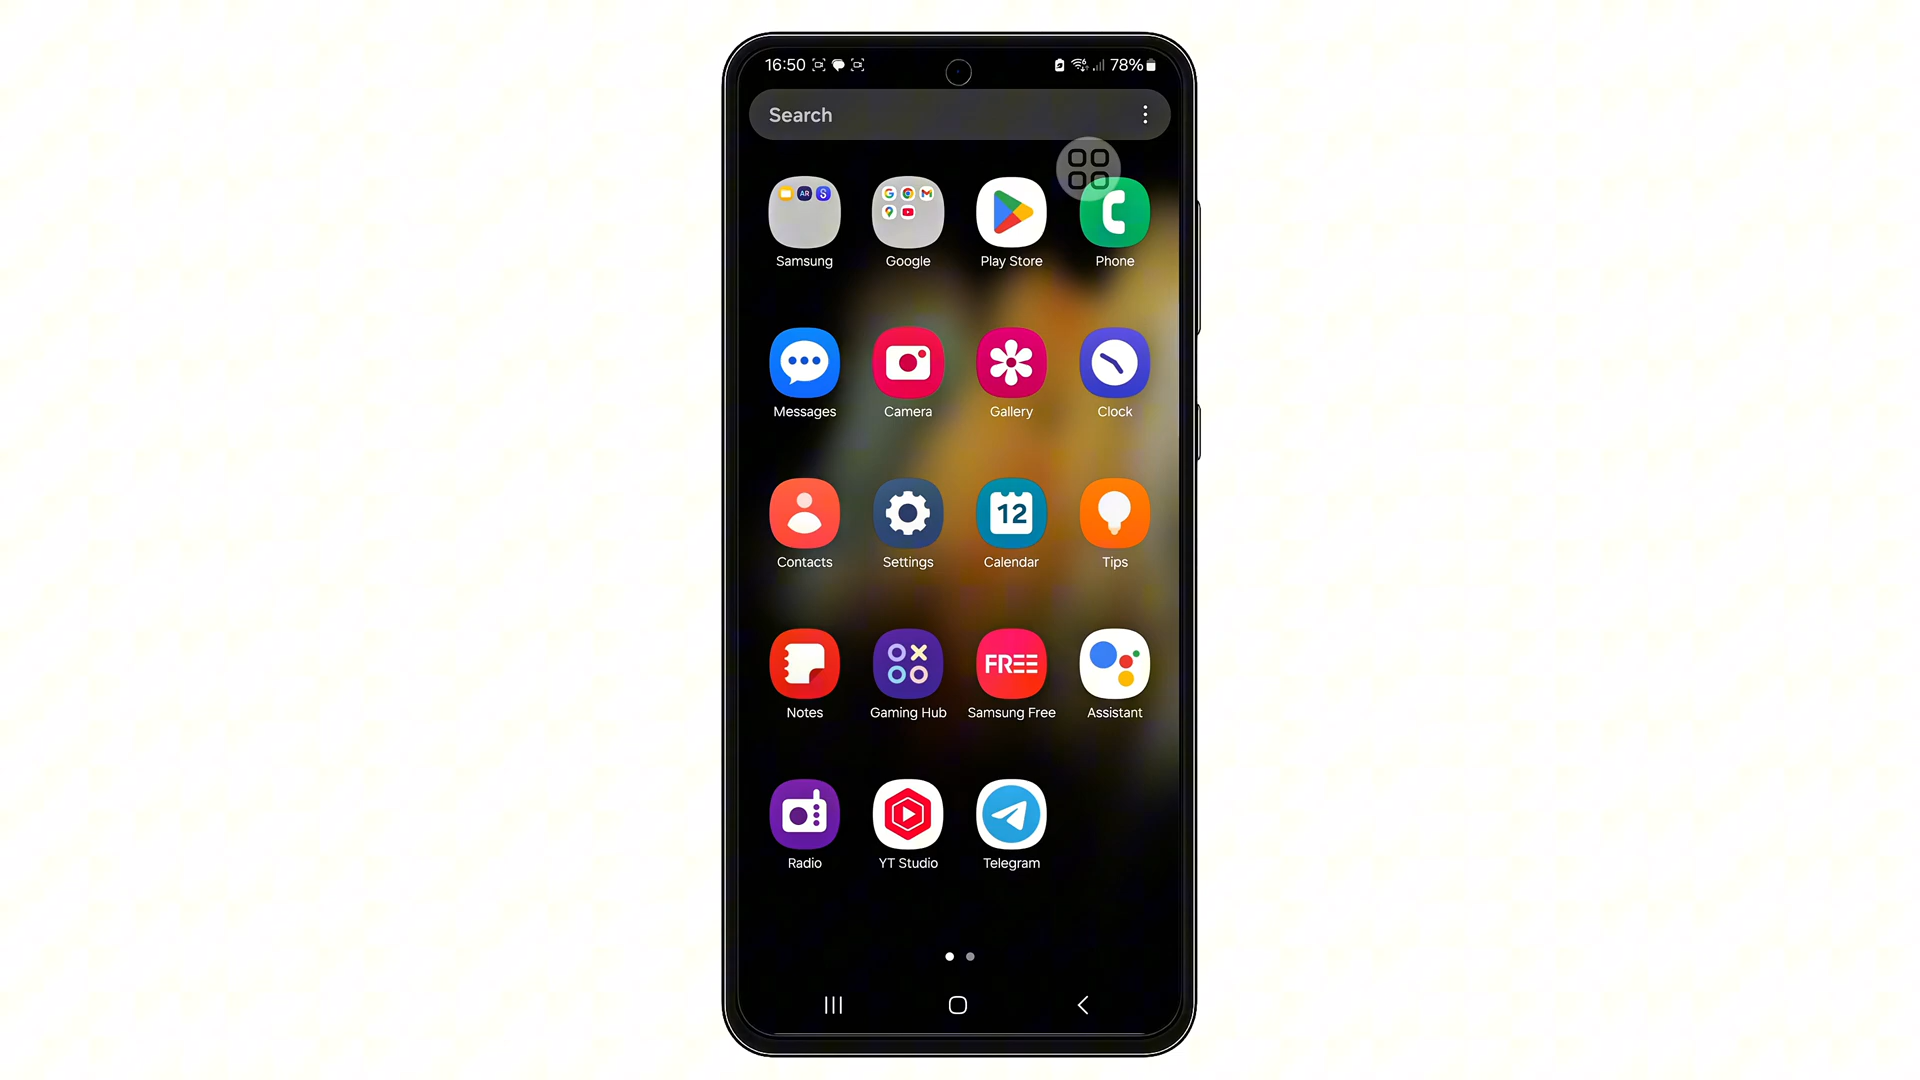 16:50 78%
Search
Samsung Google Play Store Phone
Messages Camera Gallery Clock
12
Contacts Settings Calendar Tips
FREE
Notes Gaming Hub Samsung Free Assistant
Radio YT Studio Telegram